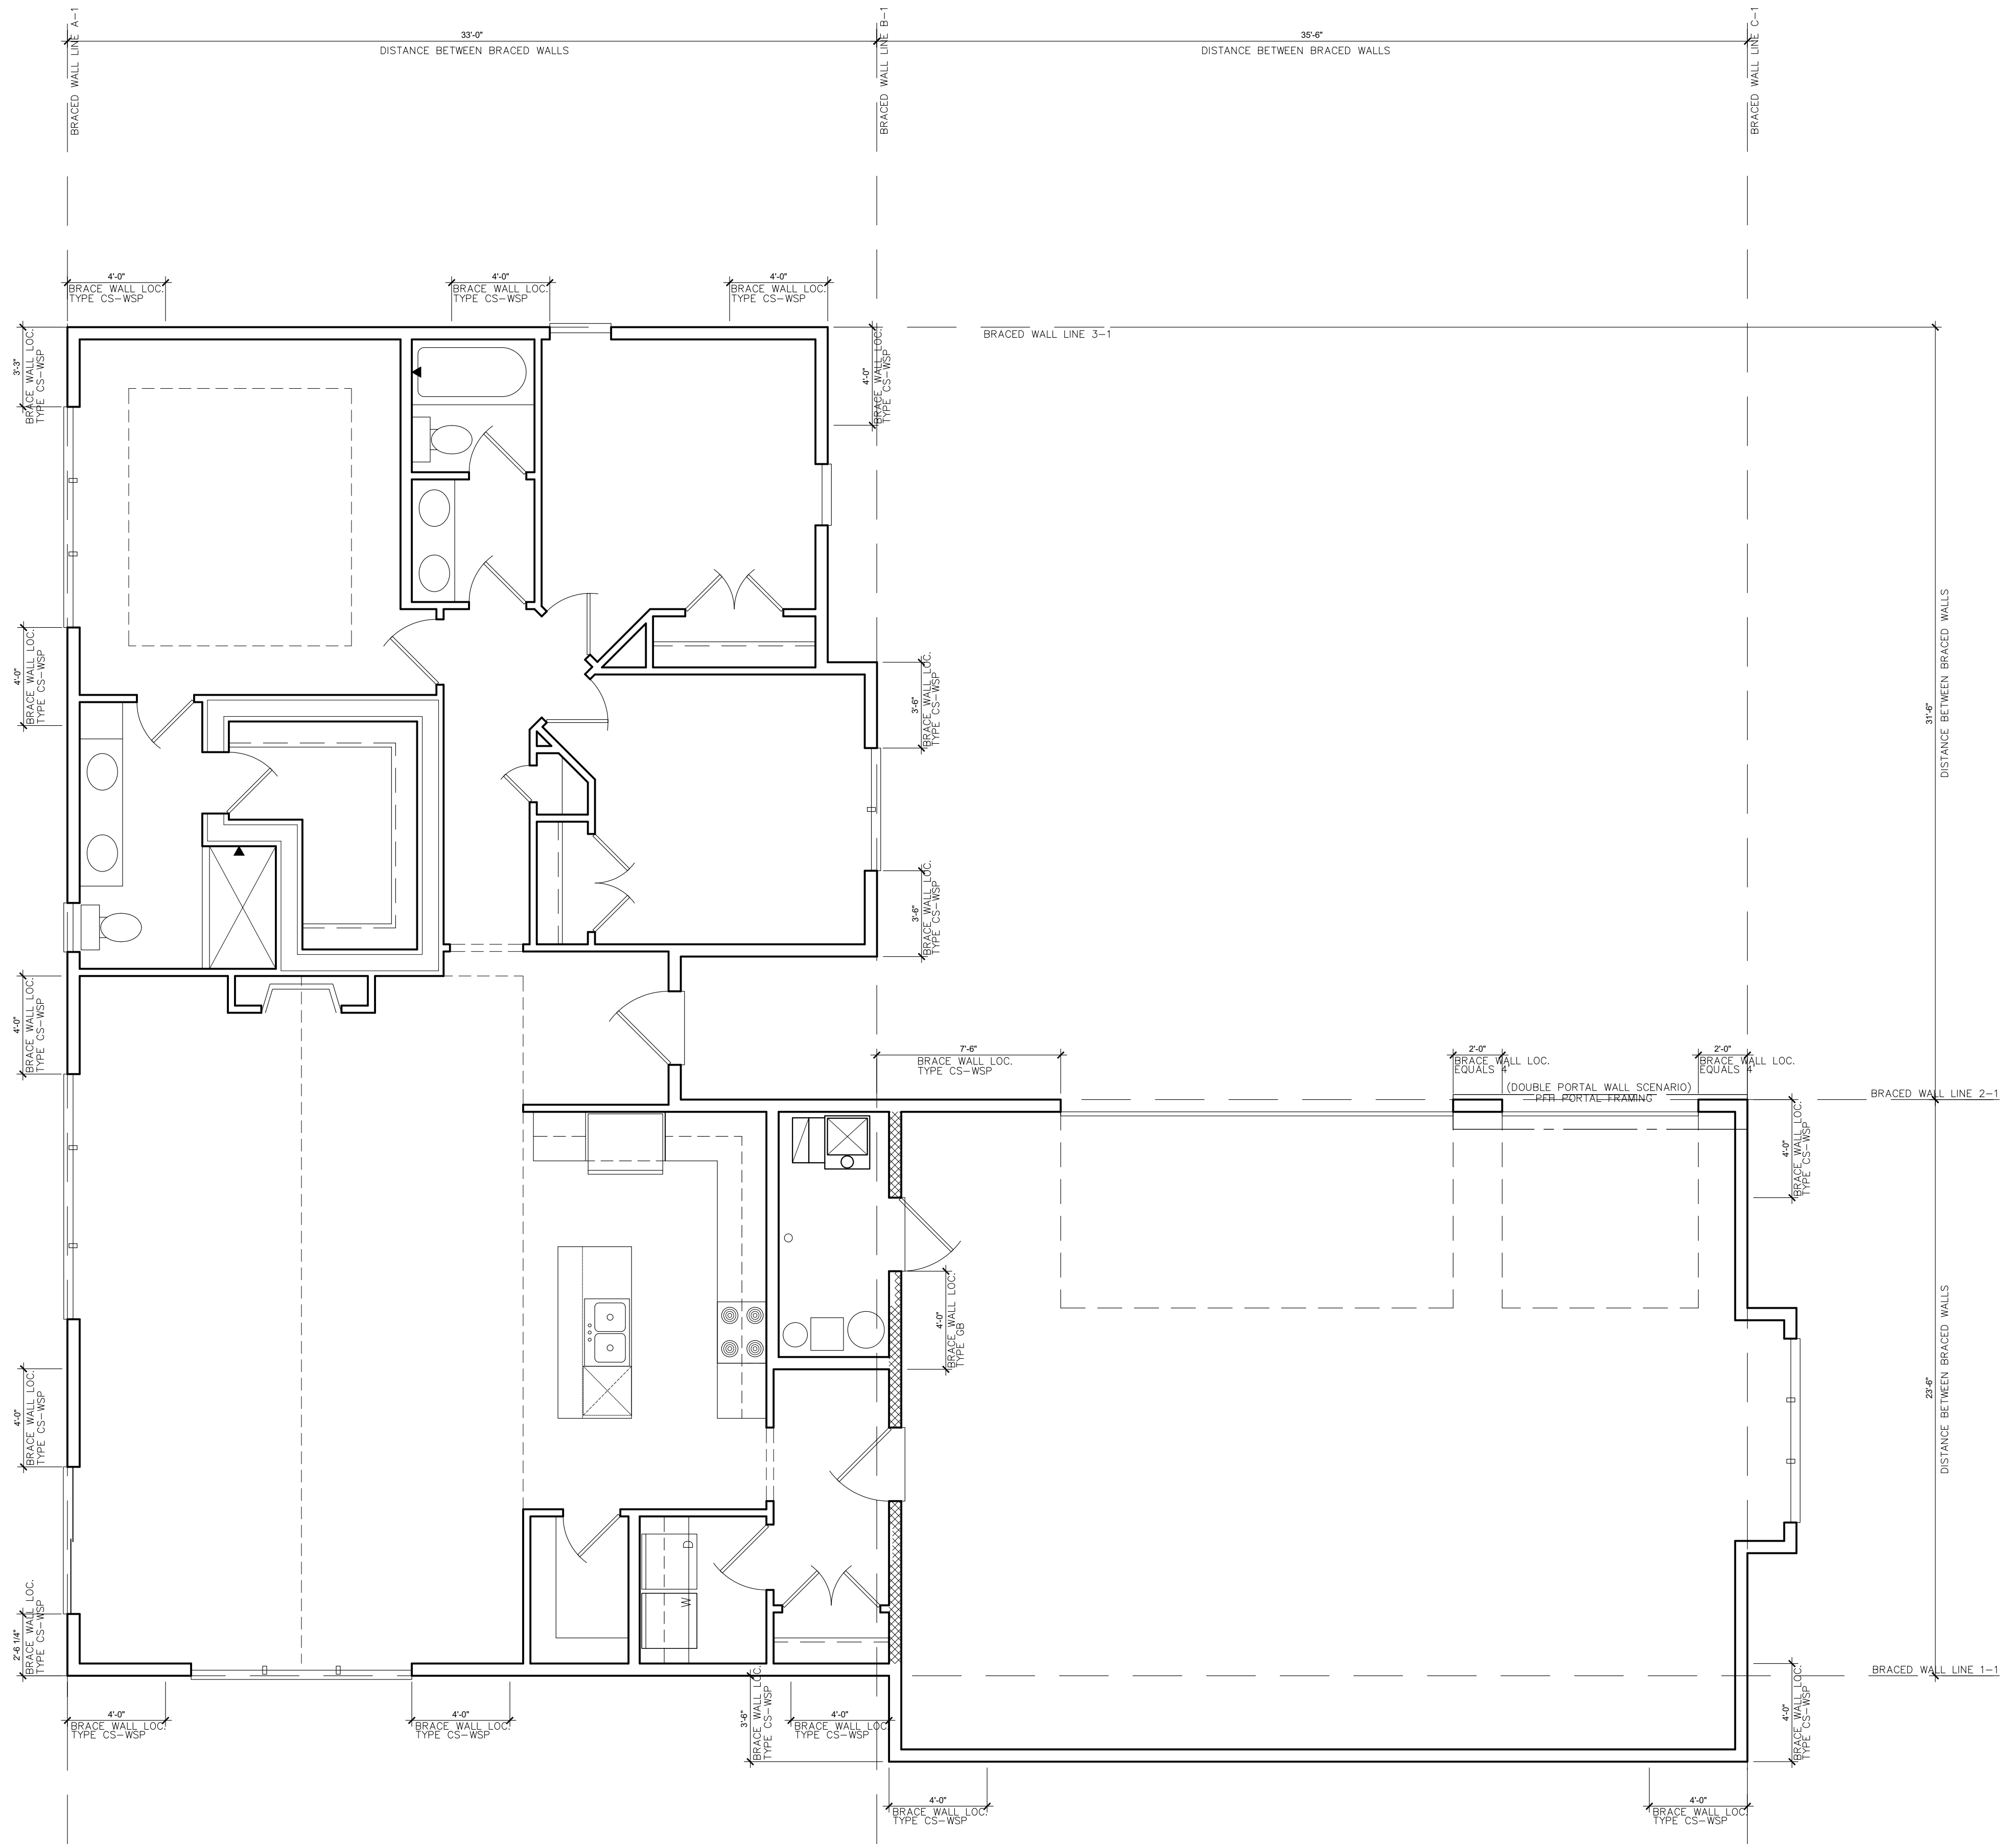 BRACED WALL LINE A-1
33'-0"
DISTANCE BETWEEN BRACED WALLS
BRACED WALL LINE B-1
35'-6"
DISTANCE BETWEEN BRACED WALLS
BRACED WALL LINE C-1
4'-0"
BRACE WALL LOC.
TYPE CS-WSP
4'-0"
BRACE WALL LOC.
TYPE CS-WSP
4'-0"
BRACE WALL LOC.
TYPE CS-WSP
3'-3"
BRACE WALL LOC.
TYPE CS-WSP
4'-0"
BRACE WALL LOC.
TYPE CS-WSP
BRACED WALL LINE 3-1
4'-0"
BRACE WALL LOC.
TYPE CS-WSP
3'-6"
BRACE WALL LOC.
TYPE CS-WSP
31'-6"
DISTANCE BETWEEN BRACED WALLS
3'-6"
BRACE WALL LOC.
TYPE CS-WSP
4'-0"
BRACE WALL LOC.
TYPE CS-WSP
7'-6"
BRACE WALL LOC.
TYPE CS-WSP
2'-0"
BRACE WALL LOC.
EQUALS 4'
2'-0"
BRACE WALL LOC.
EQUALS 4'
(DOUBLE PORTAL WALL SCENARIO)
PFH PORTAL FRAMING
BRACED WALL LINE 2-1
4'-0"
BRACE WALL LOC.
TYPE CS-WSP
4'-0"
BRACE WALL LOC.
TYPE GB
4'-0"
BRACE WALL LOC.
TYPE CS-WSP
23'-6"
DISTANCE BETWEEN BRACED WALLS
D
W
2'-6 1/4"
BRACE WALL LOC.
TYPE CS-WSP
BRACED WALL LINE 1-1
4'-0"
BRACE WALL LOC.
TYPE CS-WSP
4'-0"
BRACE WALL LOC.
TYPE CS-WSP
3'-6"
BRACE WALL LOC.
TYPE CS-WSP
4'-0"
BRACE WALL LOC.
TYPE CS-WSP
4'-0"
BRACE WALL LOC.
TYPE CS-WSP
4'-0"
BRACE WALL LOC.
TYPE CS-WSP
4'-0"
BRACE WALL LOC.
TYPE CS-WSP